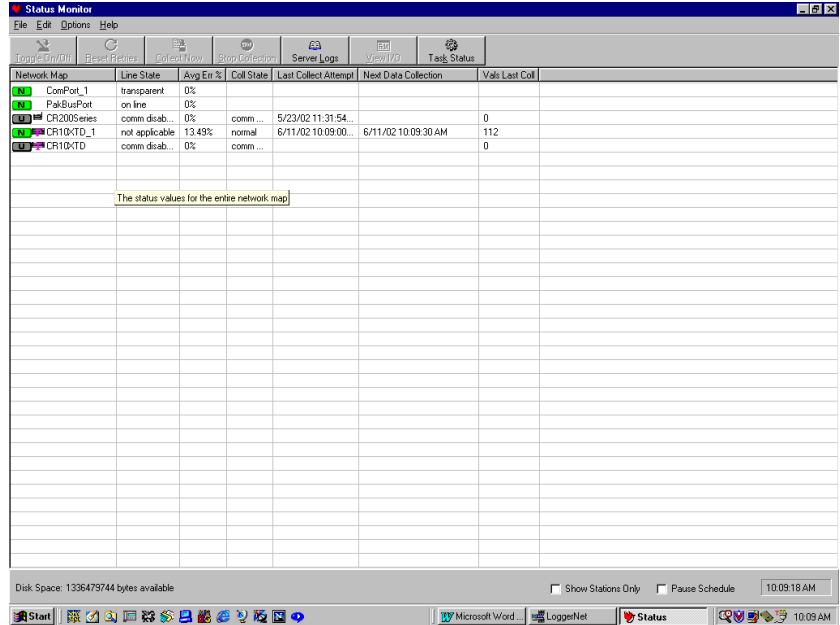 Status Monitor
File Edit Options Help
Toggle On/Off Reset Retries Collect Now Stop Collection Server Logs View I/O Task Status
Network Map Line State Avg Err % Coll State Last Collect Attempt Next Data Collection Vals Last Coll
N ComPort_1 transparent 0%
N PakBusPort on line 0%
U CR200Series comm disab... 0% comm ... 5/23/02 11:31:54... 0
N CR10XTD_1 not applicable 13.49% normal 6/11/02 10:09:00... 6/11/02 10:09:30 AM 112
U CR10XTD comm disab... 0% comm ... 0
The status values for the entire network map
Disk Space: 1336479744 bytes available Show Stations Only Pause Schedule 10:09:18 AM
Start Microsoft Word ... LoggerNet Status 10:09 AM